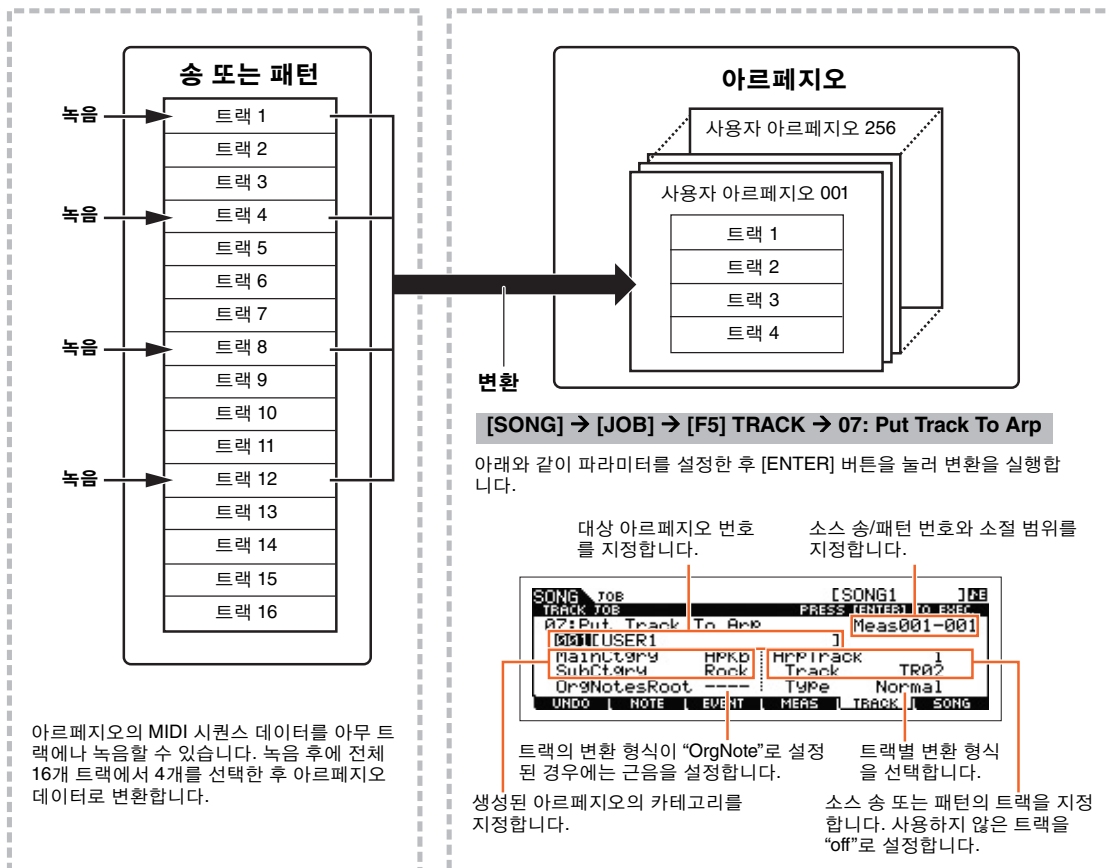 송 또는 패턴
녹음
녹음
녹음
녹음
트랙 1
트랙 2
트랙 3
트랙 4
트랙 5
트랙 6
트랙 7
트랙 8
트랙 9
트랙 10
트랙 11
트랙 12
트랙 13
트랙 14
트랙 15
트랙 16
아르페지오의 MIDI 시퀀스 데이터를 아무 트
랙에나 녹음할 수 있습니다. 녹음 후에 전체
16개 트랙에서 4개를 선택한 후 아르페지오
데이터로 변환합니다.
변환
아르페지오
사용자 아르페지오 256
사용자 아르페지오 001
트랙 1
트랙 2
트랙 3
트랙 4
[SONG] → [JOB] → [F5] TRACK → 07: Put Track To Arp
아래와 같이 파라미터를 설정한 후 [ENTER] 버튼을 눌러 변환을 실행합
니다.
대상 아르페지오 번호
를 지정합니다.
소스 송/패턴 번호와 소절 범위를
지정합니다.
SONG JOB [SONG1 ]
TRACK JOB PRESS [ENTER] TO EXEC
07:Put Track To Arp Meas001-001
001[USER1 ]
MainCtgry ApKb ArpTrack 1
SubCtgry Rock Track TR02
OrgNotesRoot ---- Type Normal
UNDO NOTE EVENT MEAS TRACK SONG
트랙의 변환 형식이 “OrgNote”로 설정
된 경우에는 근음을 설정합니다.
트랙별 변환 형식
을 선택합니다.
생성된 아르페지오의 카테고리를
지정합니다.
소스 송 또는 패턴의 트랙을 지정
합니다. 사용하지 않은 트랙을
“off”로 설정합니다.